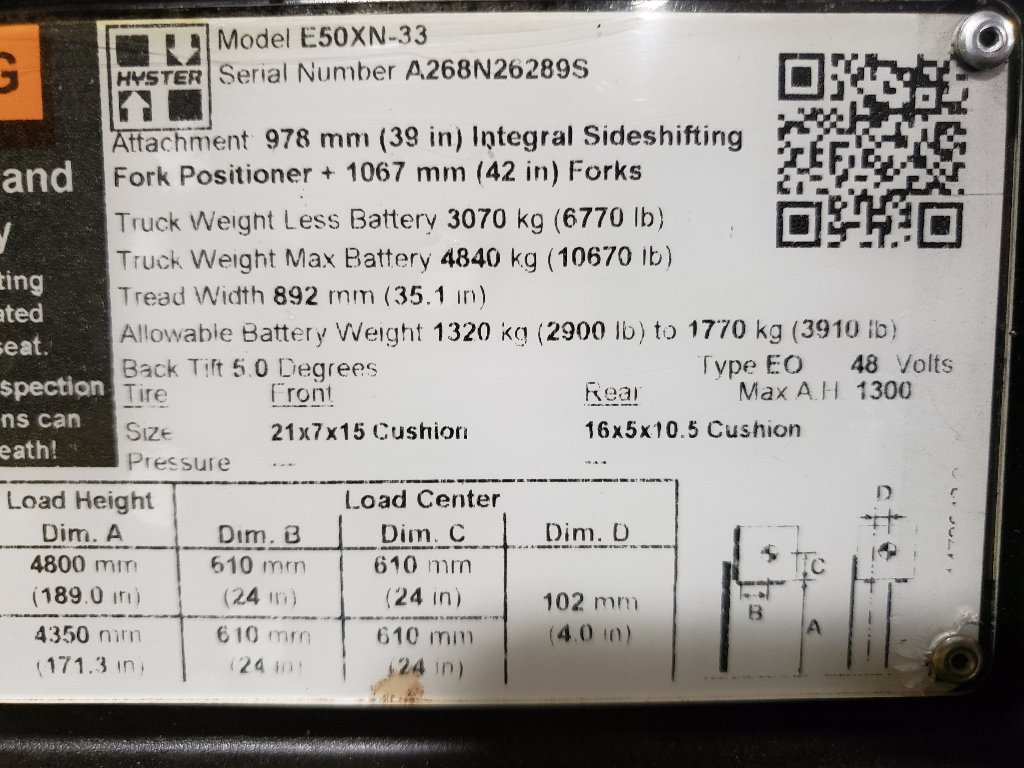 G
and
y
ting
ated
seat.
spection
ns can
eath!
HYSTER
Model E50XN-33
Serial Number A268N26289S
Attachment 978 mm (39 in) Integral Sideshifting
Fork Positioner + 1067 mm (42 in) Forks
Truck Weight Less Battery 3070 kg (6770 lb)
Truck Weight Max Battery 4840 kg (10670 lb)
Tread Width 892 mm (35.1 in)
Allowable Battery Weight 1320 kg (2900 lb) to 1770 kg (3910 lb)
Back Tilt 5.0 Degrees Type EO 48 Volts
Tire Front Rear Max A.H. 1300
Size 21x7x15 Cushion 16x5x10.5 Cushion
Pressure --- ---
Load Height Load Center
Dim. A Dim. B Dim. C Dim. D
4800 mm 610 mm 610 mm
(189.0 in) (24 in) (24 in)
102 mm
(4.0 in)
4350 mm 610 mm 610 mm
(171.3 in) (24 in) (24 in)
D
C
B
A